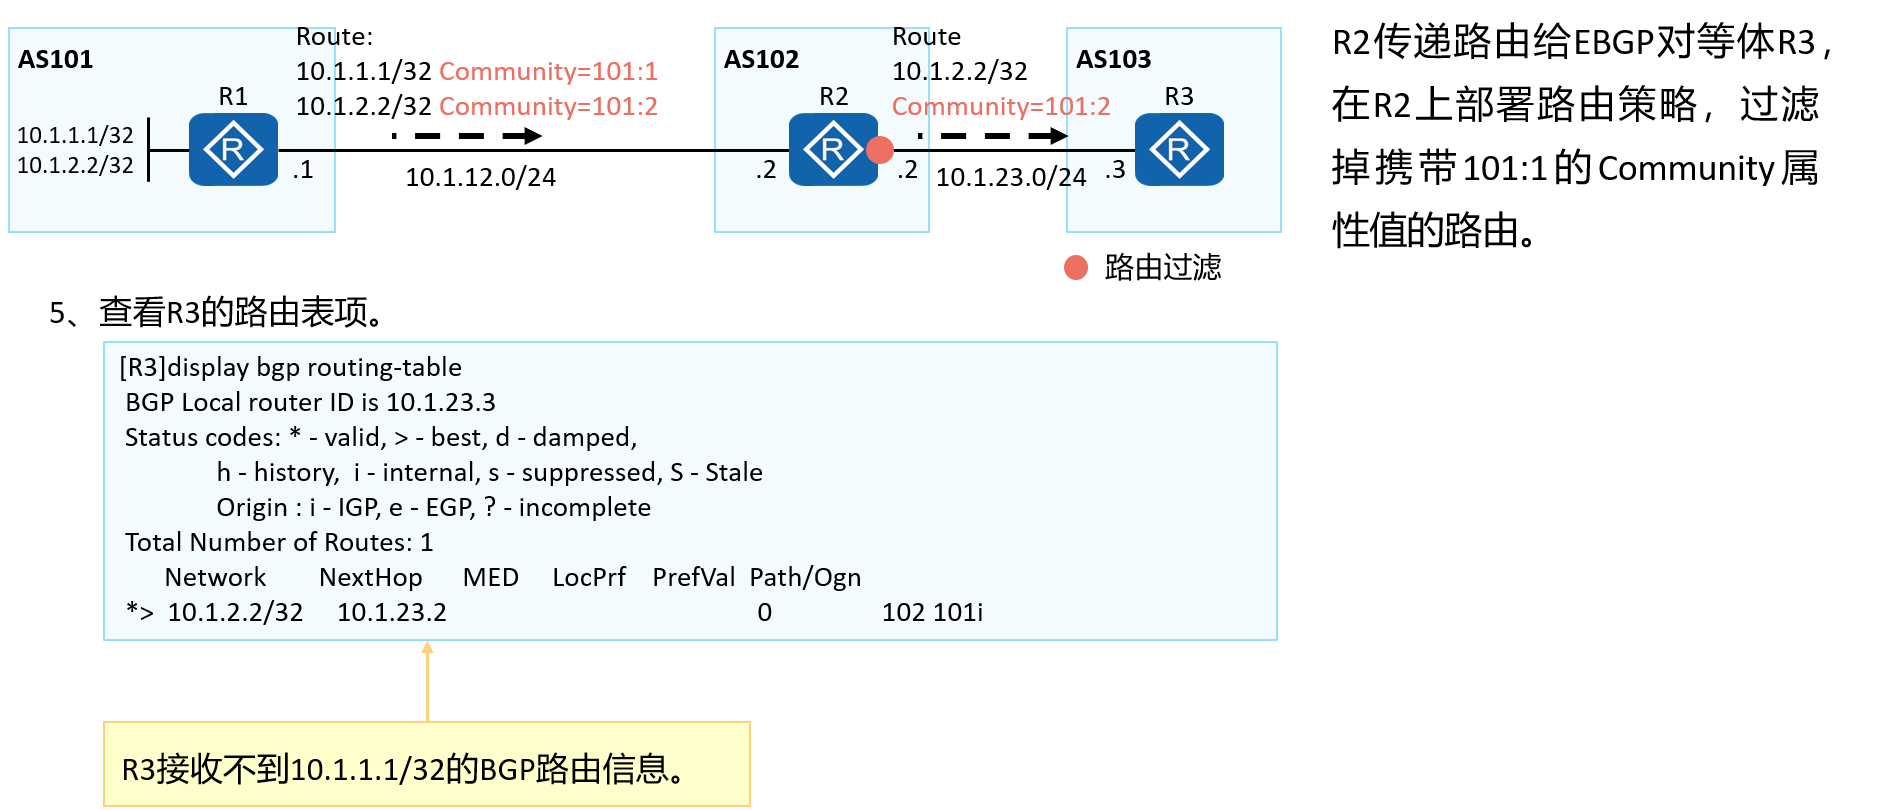 AS101
Route:
10.1.1.1/32 Community=101:1
10.1.2.2/32 Community=101:2
R1
10.1.1.1/32
10.1.2.2/32
R
.1
10.1.12.0/24
AS102
R2
R
.2
.2
Route
10.1.2.2/32
Community=101:2
10.1.23.0/24
AS103
R3
R
.3
路由过滤
R2传递路由给EBGP对等体R3，
在R2上部署路由策略，过滤
掉携带101:1的Community属
性值的路由。
5、查看R3的路由表项。
[R3]display bgp routing-table
BGP Local router ID is 10.1.23.3
Status codes: * - valid, > - best, d - damped,
h - history, i - internal, s - suppressed, S - Stale
Origin : i - IGP, e - EGP, ? - incomplete
Total Number of Routes: 1
Network NextHop MED LocPrf PrefVal Path/Ogn
*> 10.1.2.2/32 10.1.23.2 0 102 101i
R3接收不到10.1.1.1/32的BGP路由信息。